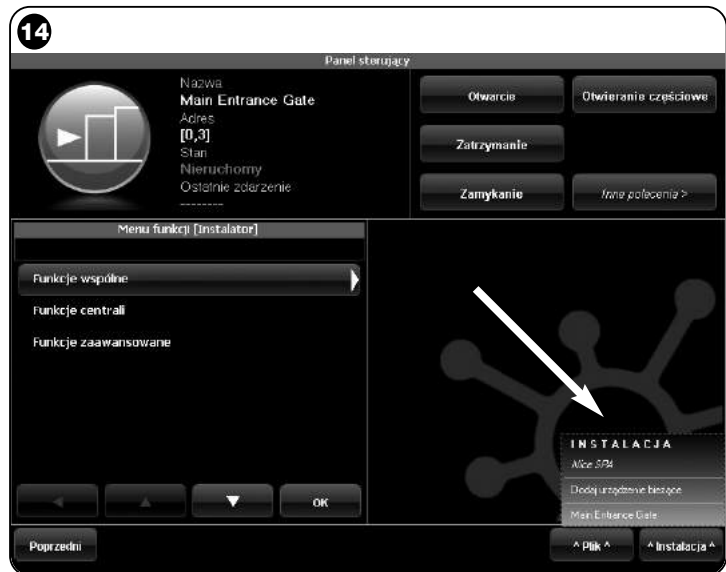 14
Panel sterujący
Nazwa
Main Entrance Gate
Adres
[0,3]
Stan
Nieruchomy
Ostatnie zdarzenie
--------
Otwarcie
Otwieranie częściowe
Zatrzymanie
Zamykanie
Inne polecenie >
Menu funkcji [Instalator]
Funkcje wspólne
Funkcje centrali
Funkcje zaawansowane
OK
INSTALACJA
Nice SPA
Dodaj urządzenie bieżące
Main Entrance Gate
Poprzedni
^ Plik ^
^ Instalacja ^